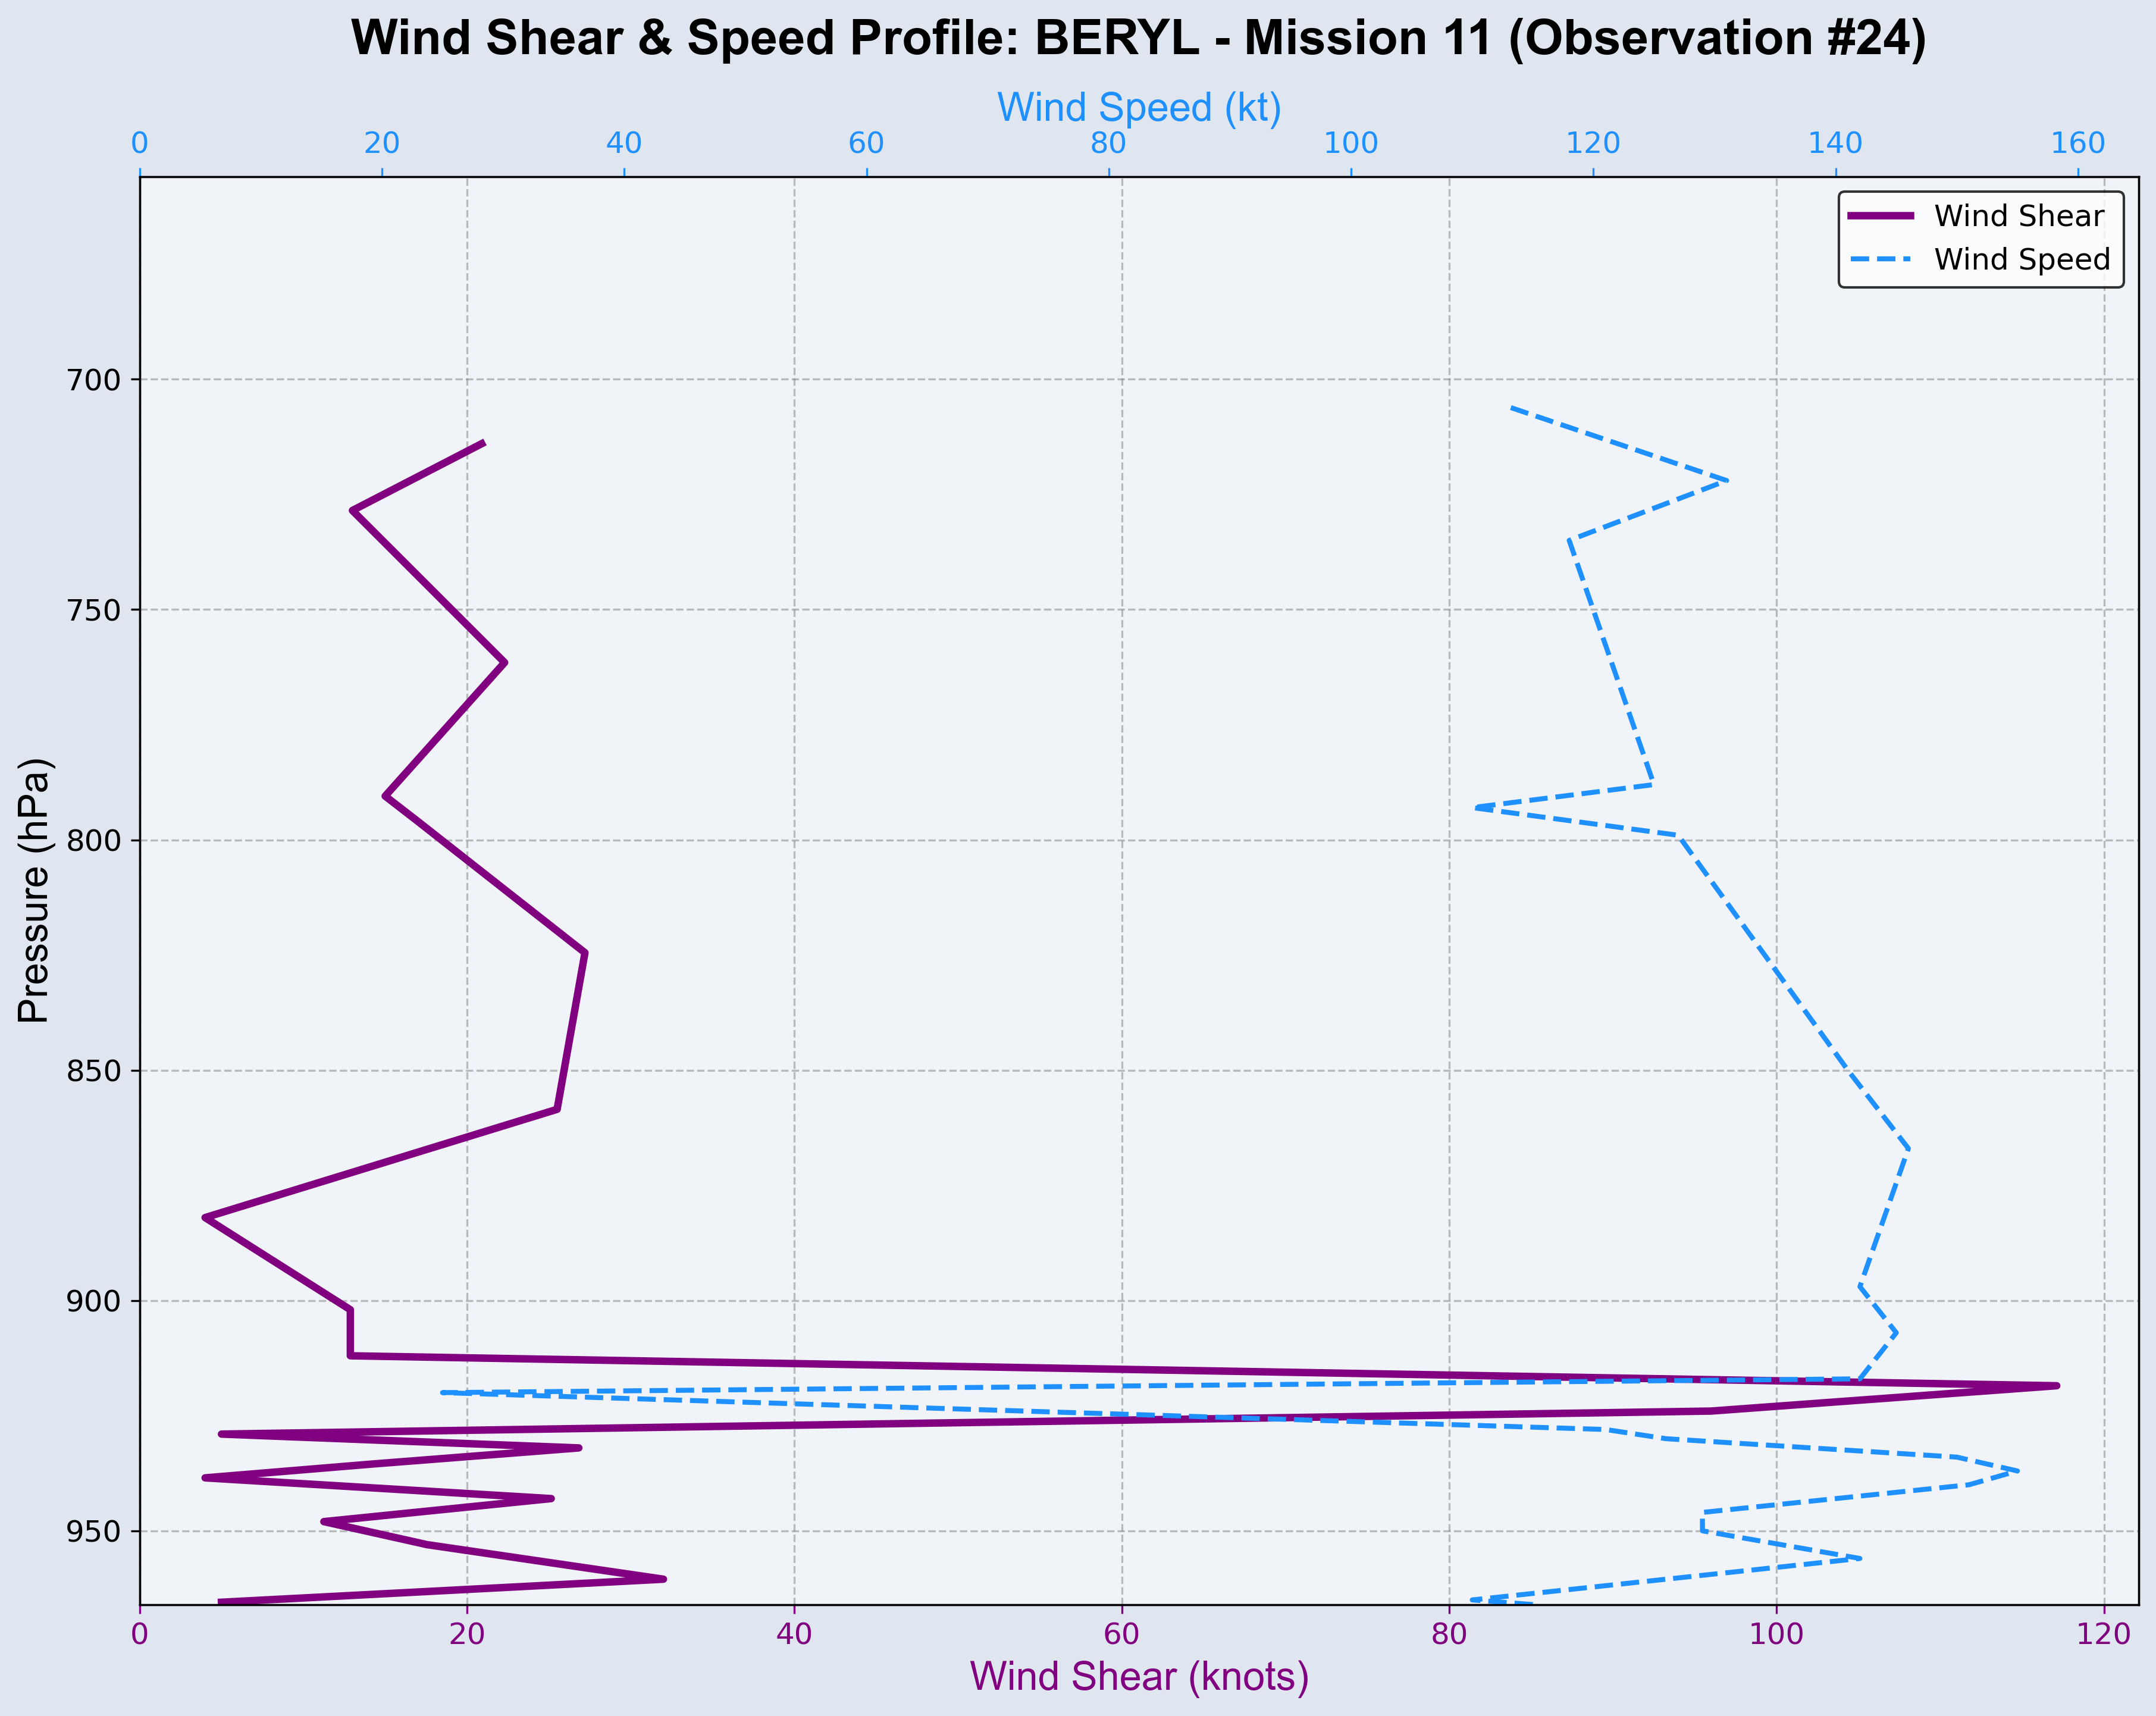 Wind Shear & Speed Profile: BERYL - Mission 11 (Observation #24)
Wind Speed (kt)
0 20 40 60 80 100 120 140 160
Wind Shear
Wind Speed
700
750
800
850
900
950
Pressure (hPa)
0 20 40 60 80 100 120
Wind Shear (knots)